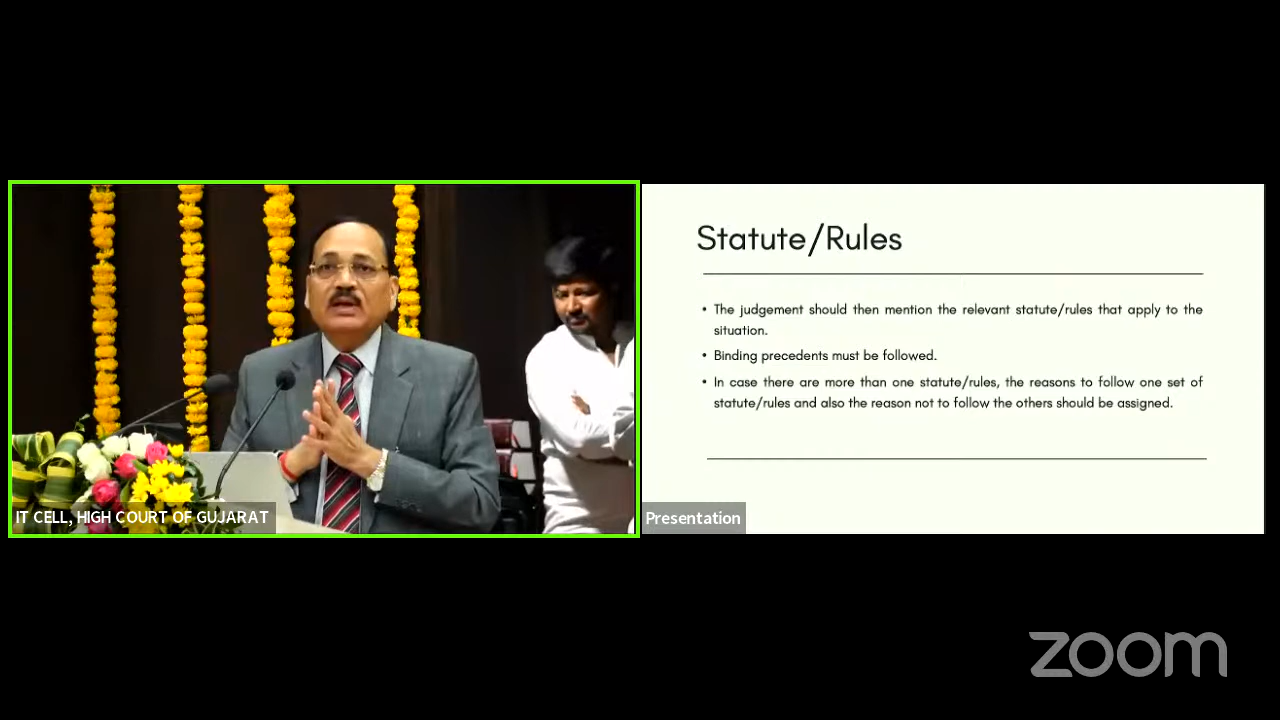 IT CELL, HIGH COURT OF GUJARAT
Statute/Rules
• The judgement should then mention the relevant statute/rules that apply to the
situation.
• Binding precedents must be followed.
• In case there are more than one statute/rules, the reasons to follow one set of
statute/rules and also the reason not to follow the others should be assigned.
Presentation
zoom